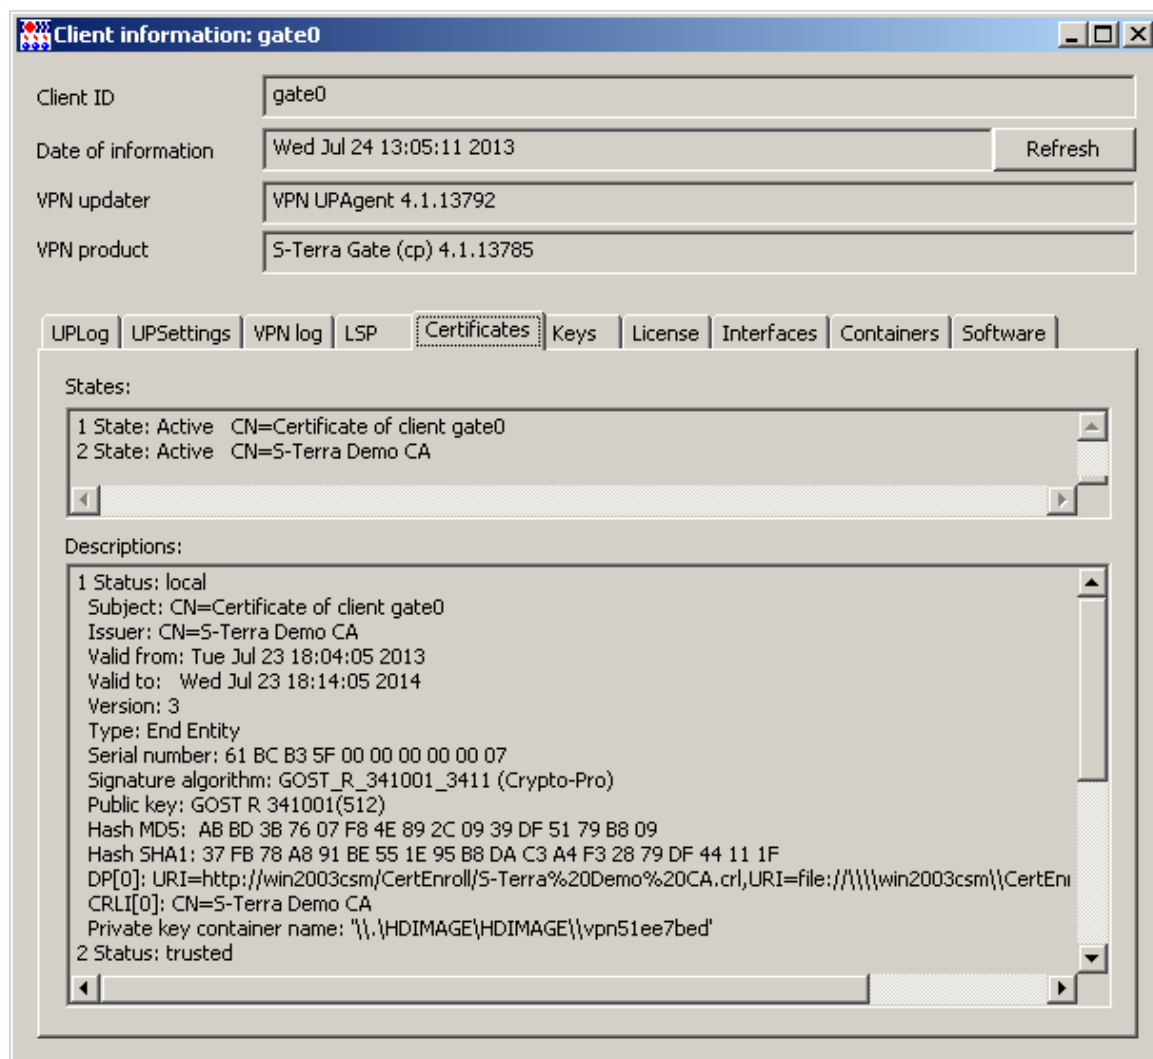 Client information: gate0
Client ID gate0
Date of information Wed Jul 24 13:05:11 2013 Refresh
VPN updater VPN UPAgent 4.1.13792
VPN product S-Terra Gate (cp) 4.1.13785
UPLog UPSettings VPN log LSP Certificates Keys License Interfaces Containers Software
States:
1 State: Active CN=Certificate of client gate0
2 State: Active CN=S-Terra Demo CA
Descriptions:
1 Status: local
Subject: CN=Certificate of client gate0
Issuer: CN=S-Terra Demo CA
Valid from: Tue Jul 23 18:04:05 2013
Valid to: Wed Jul 23 18:14:05 2014
Version: 3
Type: End Entity
Serial number: 61 BC B3 5F 00 00 00 00 00 07
Signature algorithm: GOST_R_341001_3411 (Crypto-Pro)
Public key: GOST R 341001(512)
Hash MD5: AB BD 3B 76 07 F8 4E 89 2C 09 39 DF 51 79 B8 09
Hash SHA1: 37 FB 78 A8 91 BE 55 1E 95 B8 DA C3 A4 F3 28 79 DF 44 11 1F
DP[0]: URI=http://win2003csm/CertEnroll/S-Terra%20Demo%20CA.crl,URI=file://\\\\win2003csm\\CertEn
CRLI[0]: CN=S-Terra Demo CA
Private key container name: '\\.\HDIMAGE\HDIMAGE\\vpn51ee7bed'
2 Status: trusted